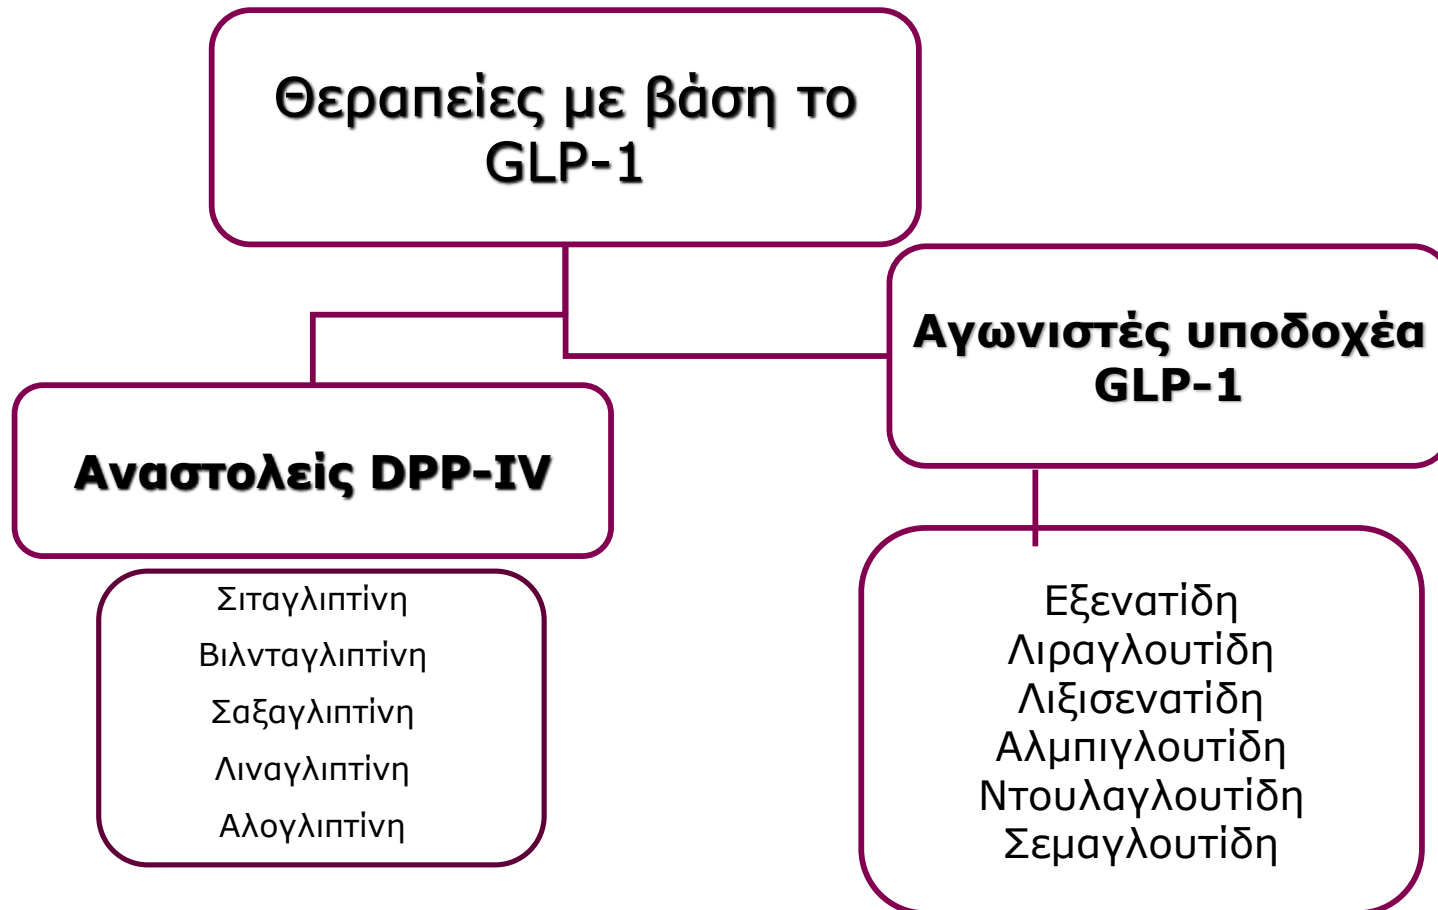 Θεραπείες με βάση το
GLP-1
Αγωνιστές υποδοχέα
GLP-1
Αναστολείς DPP-IV
Σιταγλιπτίνη
Βιλνταγλιπτίνη
Σαξαγλιπτίνη
Λιναγλιπτίνη
Αλογλιπτίνη
Εξενατίδη
Λιραγλουτίδη
Λιξισενατίδη
Αλμπιγλουτίδη
Ντουλαγλουτίδη
Σεμαγλουτίδη